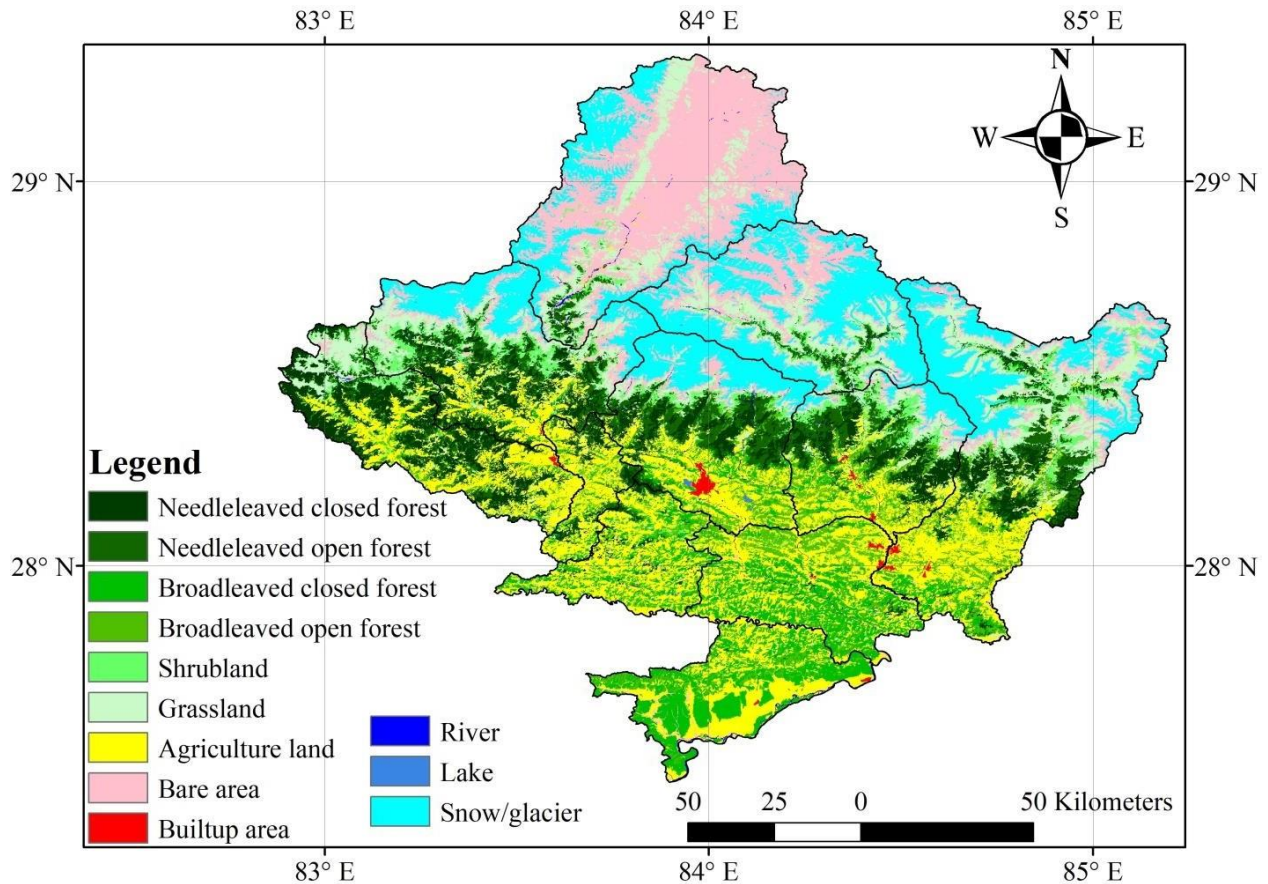 83° E 84° E 85° E
N
W E
S
29° N 29° N
28° N 28° N
Legend
Needleleaved closed forest
Needleleaved open forest
Broadleaved closed forest
Broadleaved open forest
Shrubland
Grassland
Agriculture land
Bare area
Builtup area
River
Lake
Snow/glacier
50 25 0 50 Kilometers
83° E 84° E 85° E